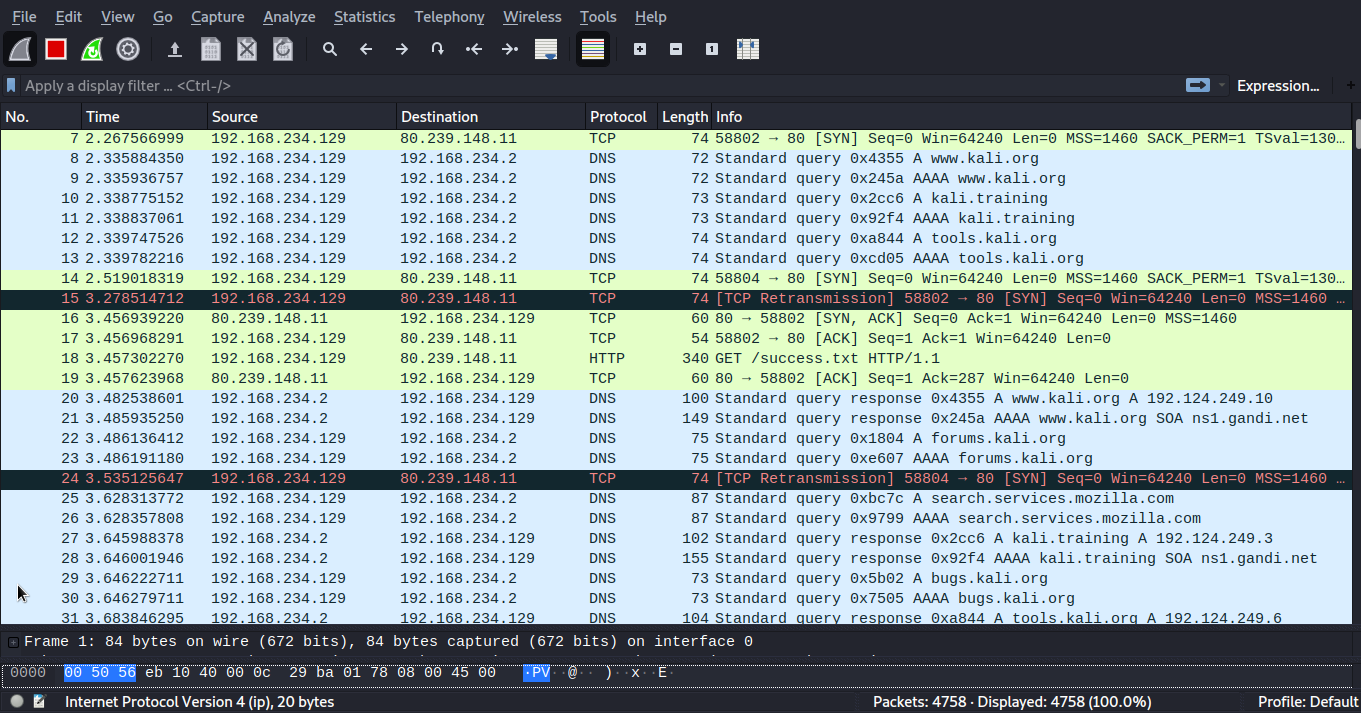 File Edit View Go Capture Analyze Statistics Telephony Wireless Tools Help
Apply a display filter … <Ctrl-/> Expression… +
No. Time Source Destination Protocol Length Info
7 2.267566999 192.168.234.129 80.239.148.11 TCP 74 58802 → 80 [SYN] Seq=0 Win=64240 Len=0 MSS=1460 SACK_PERM=1 TSval=130…
8 2.335884350 192.168.234.129 192.168.234.2 DNS 72 Standard query 0x4355 A www.kali.org
9 2.335936757 192.168.234.129 192.168.234.2 DNS 72 Standard query 0x245a AAAA www.kali.org
10 2.338775152 192.168.234.129 192.168.234.2 DNS 73 Standard query 0x2cc6 A kali.training
11 2.338837061 192.168.234.129 192.168.234.2 DNS 73 Standard query 0x92f4 AAAA kali.training
12 2.339747526 192.168.234.129 192.168.234.2 DNS 74 Standard query 0xa844 A tools.kali.org
13 2.339782216 192.168.234.129 192.168.234.2 DNS 74 Standard query 0xcd05 AAAA tools.kali.org
14 2.519018319 192.168.234.129 80.239.148.11 TCP 74 58804 → 80 [SYN] Seq=0 Win=64240 Len=0 MSS=1460 SACK_PERM=1 TSval=130…
15 3.278514712 192.168.234.129 80.239.148.11 TCP 74 [TCP Retransmission] 58802 → 80 [SYN] Seq=0 Win=64240 Len=0 MSS=1460 …
16 3.456939220 80.239.148.11 192.168.234.129 TCP 60 80 → 58802 [SYN, ACK] Seq=0 Ack=1 Win=64240 Len=0 MSS=1460
17 3.456968291 192.168.234.129 80.239.148.11 TCP 54 58802 → 80 [ACK] Seq=1 Ack=1 Win=64240 Len=0
18 3.457302270 192.168.234.129 80.239.148.11 HTTP 340 GET /success.txt HTTP/1.1
19 3.457623968 80.239.148.11 192.168.234.129 TCP 60 80 → 58802 [ACK] Seq=1 Ack=287 Win=64240 Len=0
20 3.482538601 192.168.234.2 192.168.234.129 DNS 100 Standard query response 0x4355 A www.kali.org A 192.124.249.10
21 3.485935250 192.168.234.2 192.168.234.129 DNS 149 Standard query response 0x245a AAAA www.kali.org SOA ns1.gandi.net
22 3.486136412 192.168.234.129 192.168.234.2 DNS 75 Standard query 0x1804 A forums.kali.org
23 3.486191180 192.168.234.129 192.168.234.2 DNS 75 Standard query 0xe607 AAAA forums.kali.org
24 3.535125647 192.168.234.129 80.239.148.11 TCP 74 [TCP Retransmission] 58804 → 80 [SYN] Seq=0 Win=64240 Len=0 MSS=1460 …
25 3.628313772 192.168.234.129 192.168.234.2 DNS 87 Standard query 0xbc7c A search.services.mozilla.com
26 3.628357808 192.168.234.129 192.168.234.2 DNS 87 Standard query 0x9799 AAAA search.services.mozilla.com
27 3.645988378 192.168.234.2 192.168.234.129 DNS 102 Standard query response 0x2cc6 A kali.training A 192.124.249.3
28 3.646001946 192.168.234.2 192.168.234.129 DNS 155 Standard query response 0x92f4 AAAA kali.training SOA ns1.gandi.net
29 3.646222711 192.168.234.129 192.168.234.2 DNS 73 Standard query 0x5b02 A bugs.kali.org
30 3.646279711 192.168.234.129 192.168.234.2 DNS 73 Standard query 0x7505 AAAA bugs.kali.org
31 3.683846295 192.168.234.2 192.168.234.129 DNS 104 Standard query response 0xa844 A tools.kali.org A 192.124.249.6
Frame 1: 84 bytes on wire (672 bits), 84 bytes captured (672 bits) on interface 0
0000 00 50 56 eb 10 40 00 0c 29 ba 01 78 08 00 45 00 ·PV··@·· )··x··E·
Internet Protocol Version 4 (ip), 20 bytes Packets: 4758 · Displayed: 4758 (100.0%) Profile: Default